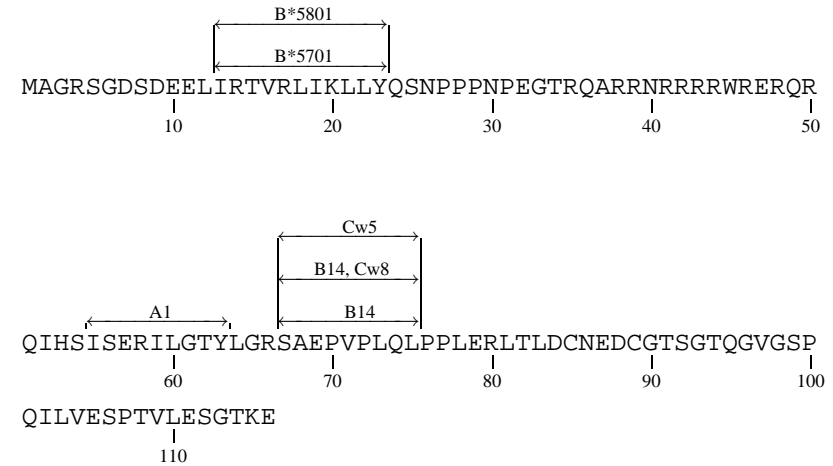 B*5801
B*5701
MAGRSGDSDEELIRTVRLIKLLYQSNPPPNPEGTRQARRNRRRRWRERQR
10 20 30 40 50
Cw5
B14, Cw8
A1 B14
QIHSISERILGTYLGRSAEPVPLQLPPLERLTLDCNEDCGTSGTQGVGSP
60 70 80 90 100
QILVESPTVLESGTKE
110